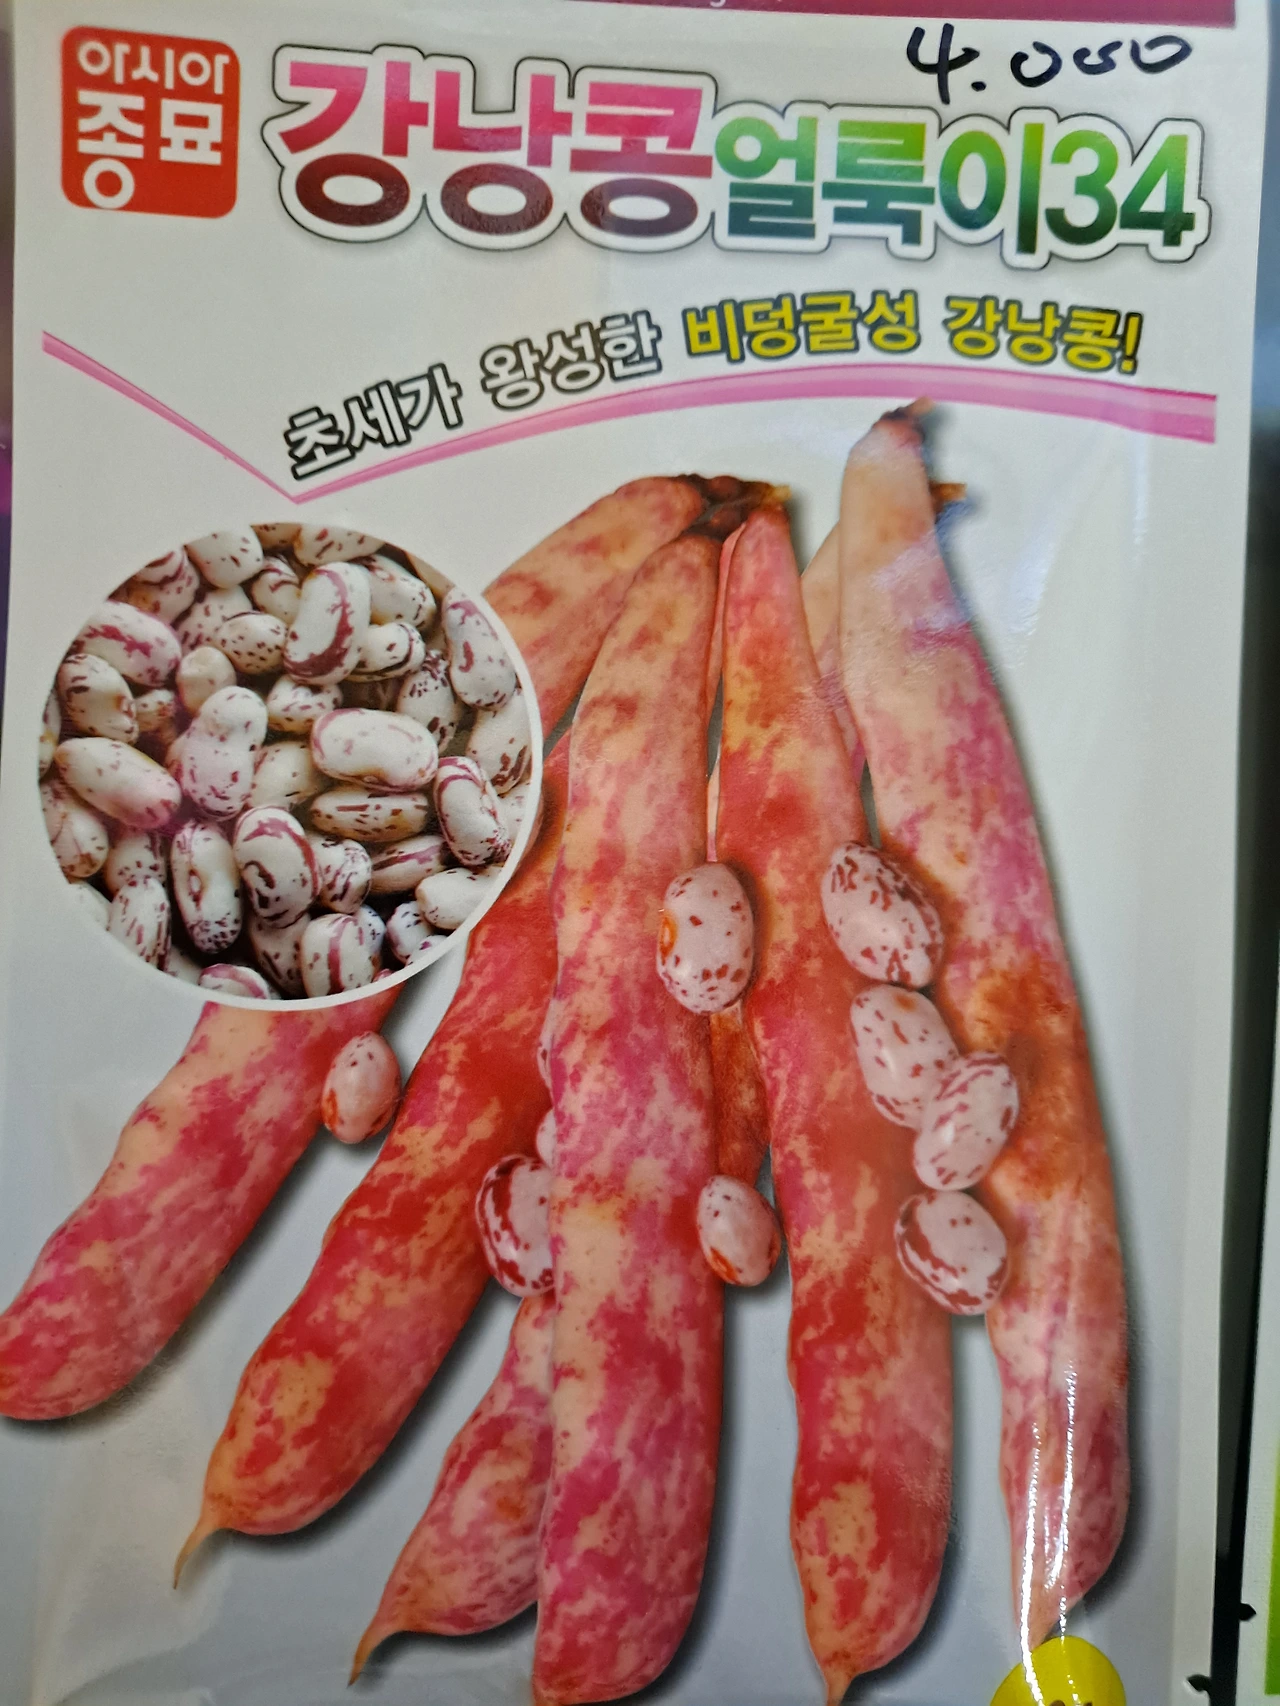 4.000
아시아
종묘
강낭콩얼룩이34
초세가 왕성한 비덩굴성 강낭콩!